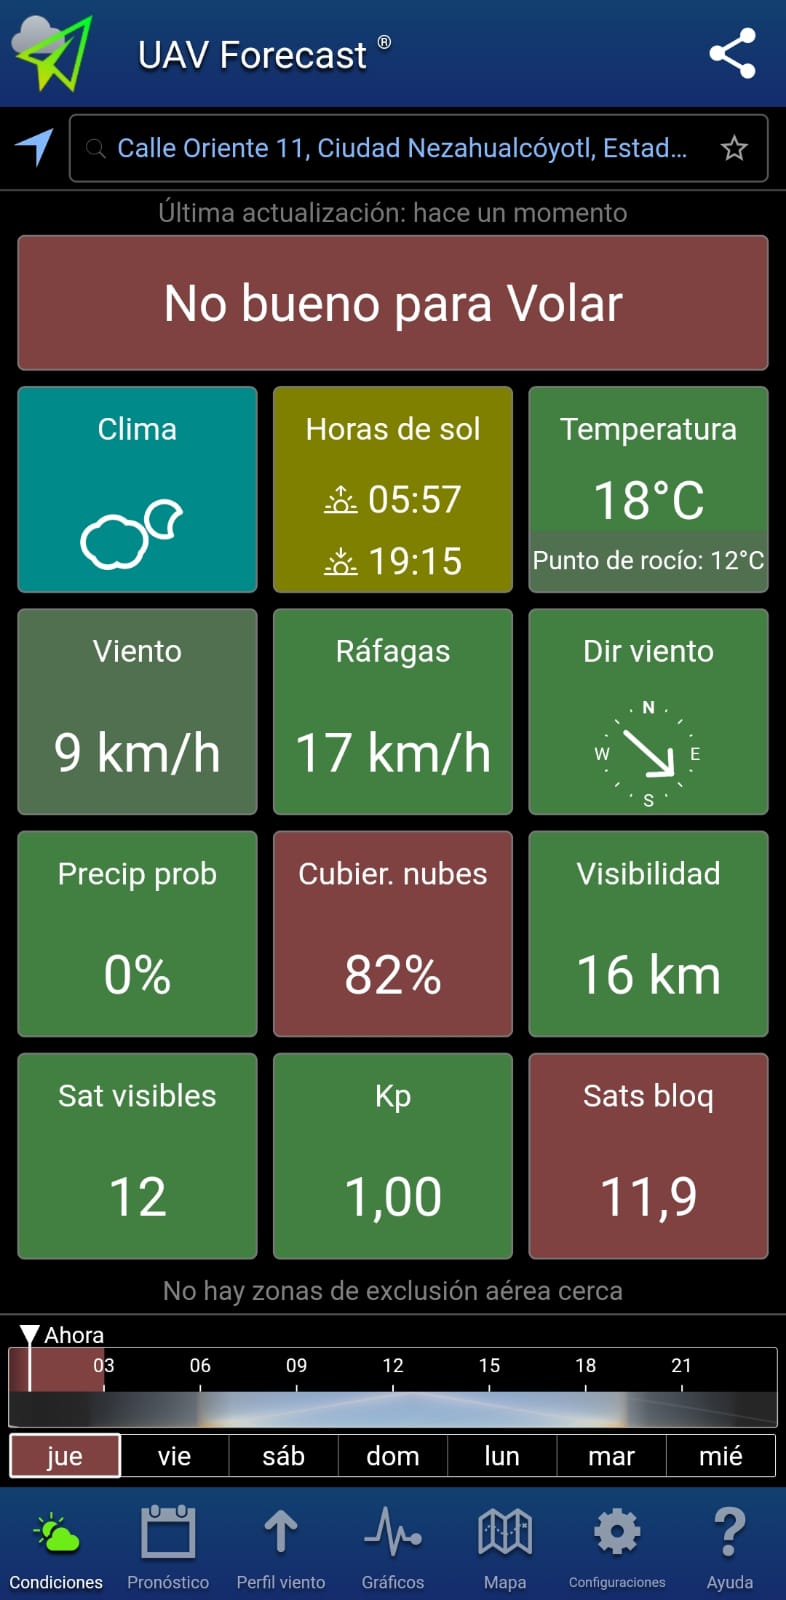 UAV Forecast ®
Calle Oriente 11, Ciudad Nezahualcóyotl, Estad...
Última actualización: hace un momento
No bueno para Volar
Clima
Horas de sol
05:57
19:15
Temperatura
18°C
Punto de rocío: 12°C
Viento
9 km/h
Ráfagas
17 km/h
Dir viento
N
W E
S
Precip prob
0%
Cubier. nubes
82%
Visibilidad
16 km
Sat visibles
12
Kp
1,00
Sats bloq
11,9
No hay zonas de exclusión aérea cerca
Ahora
03 06 09 12 15 18 21
jue vie sáb dom lun mar mié
Condiciones Pronóstico Perfil viento Gráficos Mapa Configuraciones Ayuda